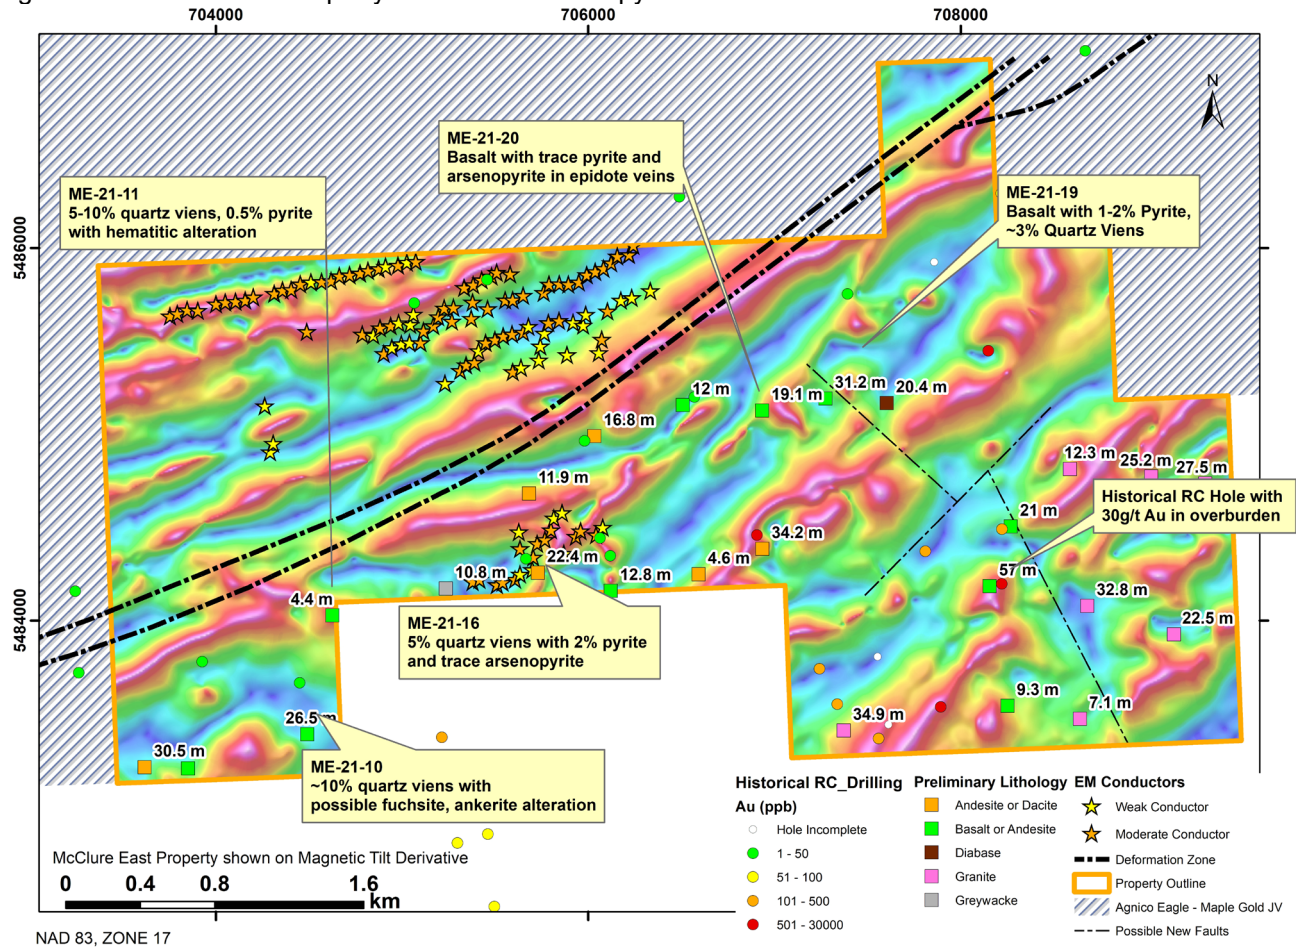 704000
706000
708000
N
ME-21-20
Basalt with trace pyrite and
arsenopyrite in epidote veins
ME-21-11
5-10% quartz viens, 0.5% pyrite
with hematitic alteration
ME-21-19
Basalt with 1-2% Pyrite,
~3% Quartz Viens
5486000
12 m
19.1 m
31.2 m
20.4 m
16.8 m
12.3 m
25.2 m
27.5 m
11.9 m
Historical RC Hole with
30g/t Au in overburden
21 m
34.2 m
22.4 m
4.6 m
10.8 m
12.8 m
57 m
32.8 m
4.4 m
22.5 m
5484000
ME-21-16
5% quartz viens with 2% pyrite
and trace arsenopyrite
9.3 m
7.1 m
34.9 m
26.5 m
30.5 m
ME-21-10
~10% quartz viens with
possible fuchsite, ankerite alteration
Historical RC_Drilling
Au (ppb)
Hole Incomplete
1 - 50
51 - 100
101 - 500
501 - 30000
Preliminary Lithology
Andesite or Dacite
Basalt or Andesite
Diabase
Granite
Greywacke
EM Conductors
Weak Conductor
Moderate Conductor
Deformation Zone
Property Outline
Agnico Eagle - Maple Gold JV
Possible New Faults
McClure East Property shown on Magnetic Tilt Derivative
0 0.4 0.8 1.6
km
NAD 83, ZONE 17